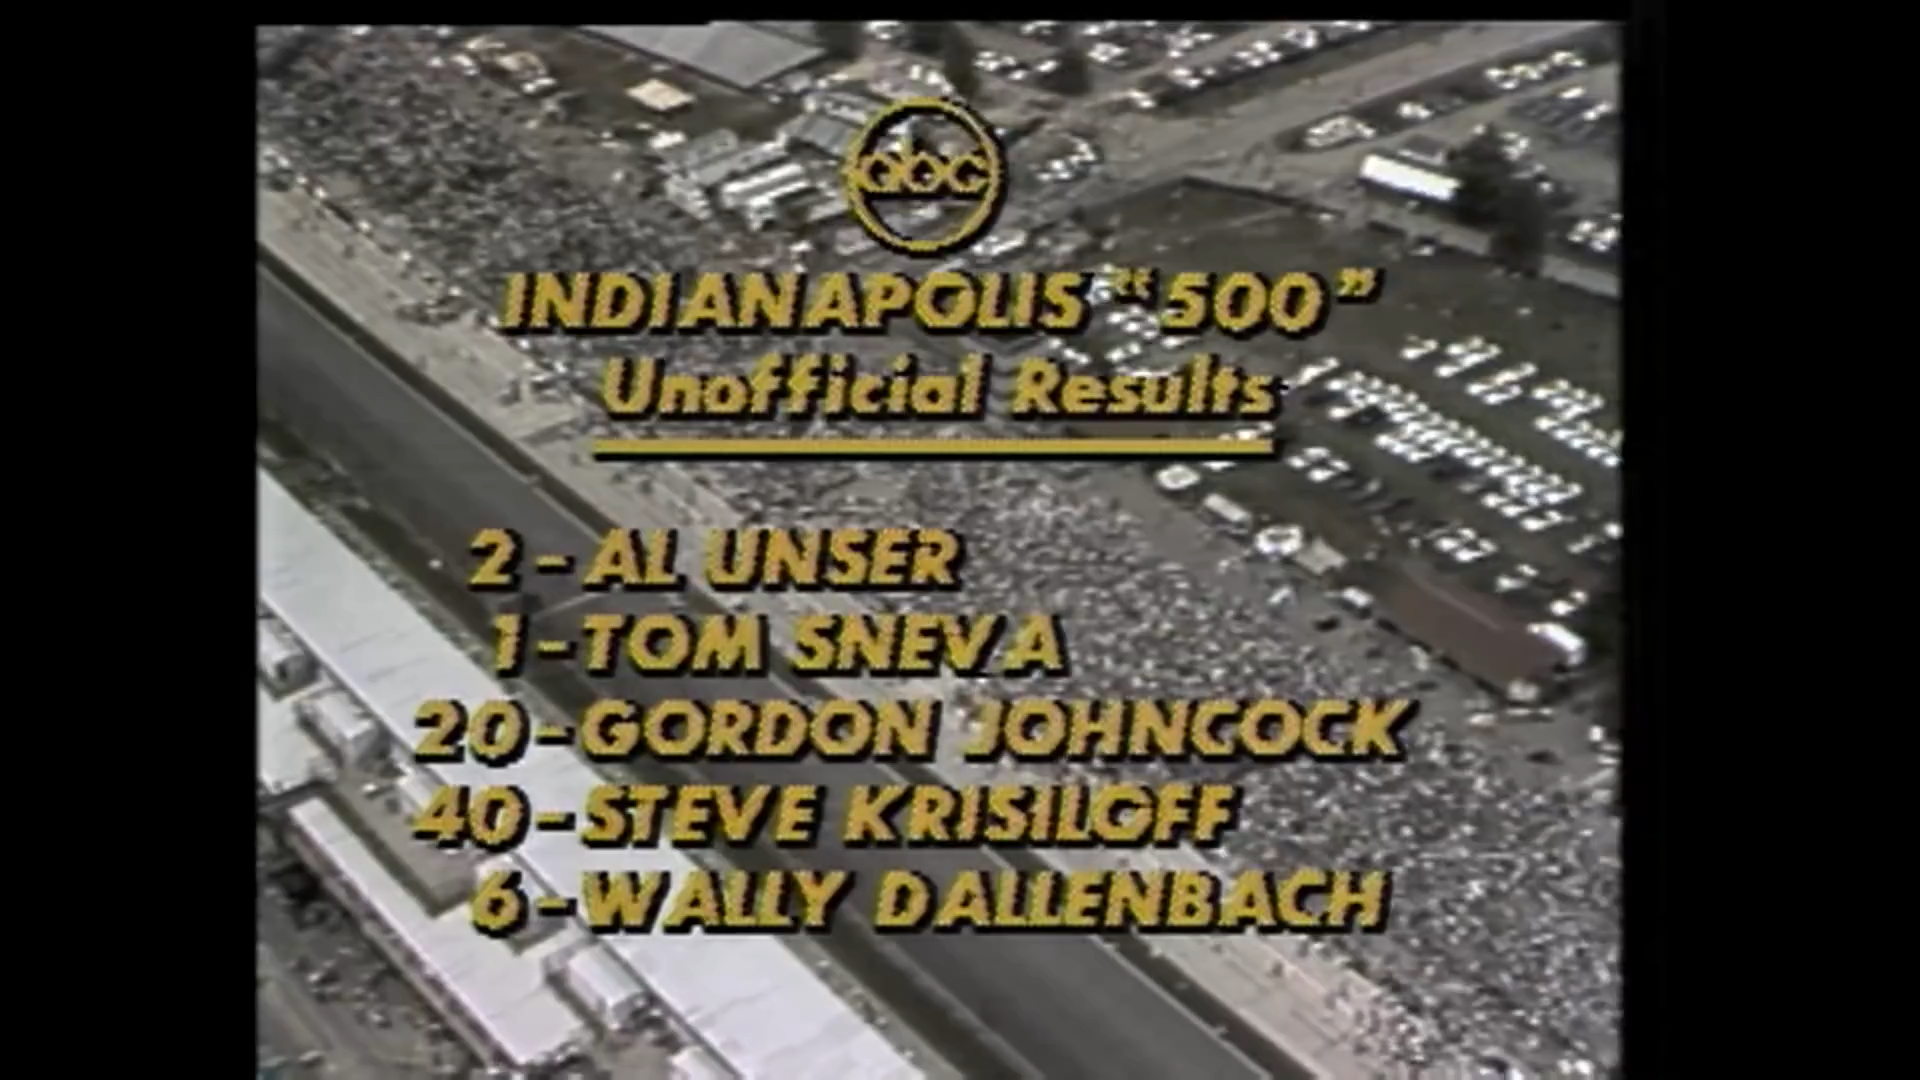 abc
INDIANAPOLIS “500”
Unofficial Results
2-AL UNSER
1-TOM SNEVA
20-GORDON JOHNCOCK
40-STEVE KRISILOFF
6-WALLY DALLENBACH